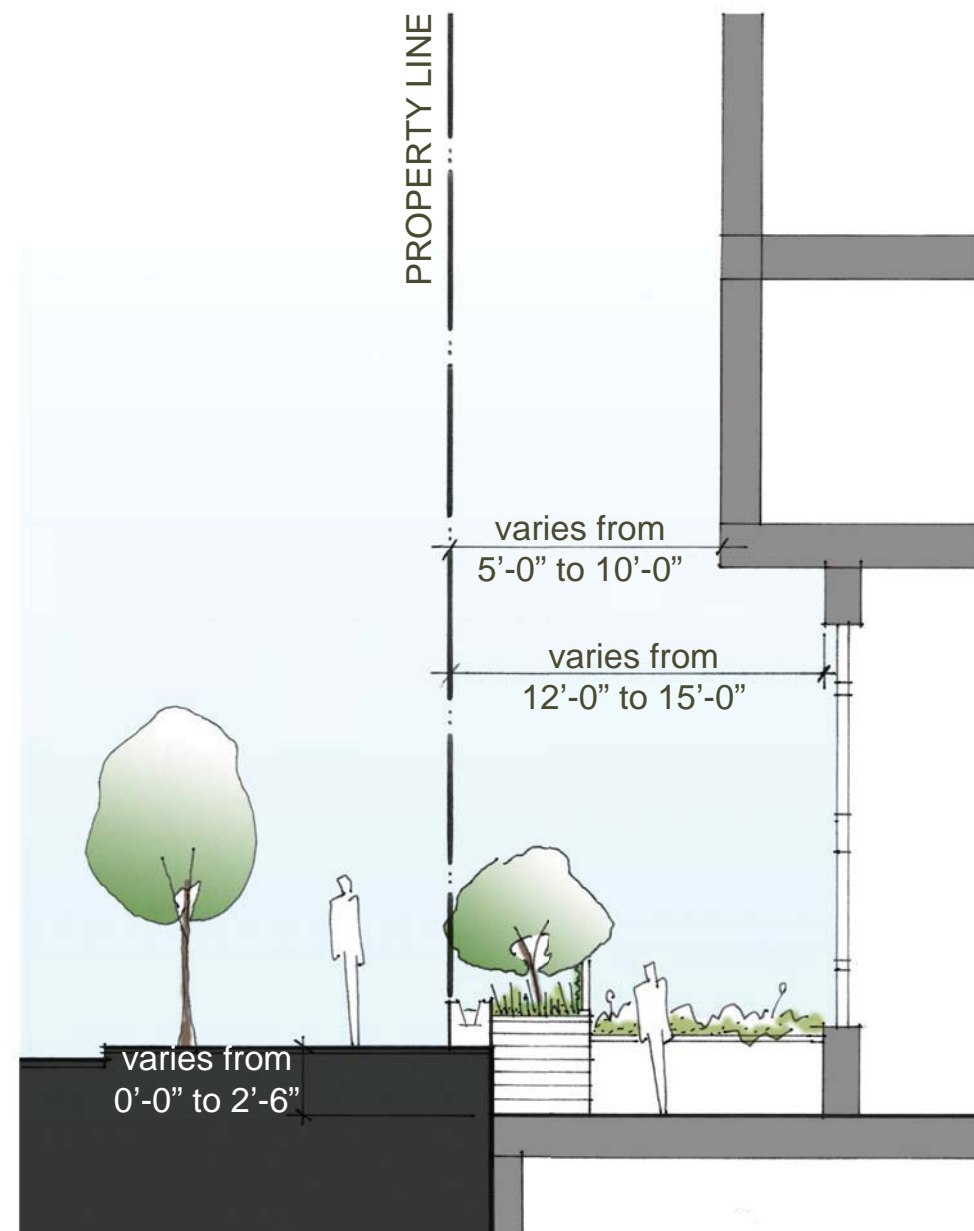 PROPERTY LINE
varies from
5’-0” to 10’-0”
varies from
12’-0” to 15’-0”
varies from
0’-0” to 2’-6”